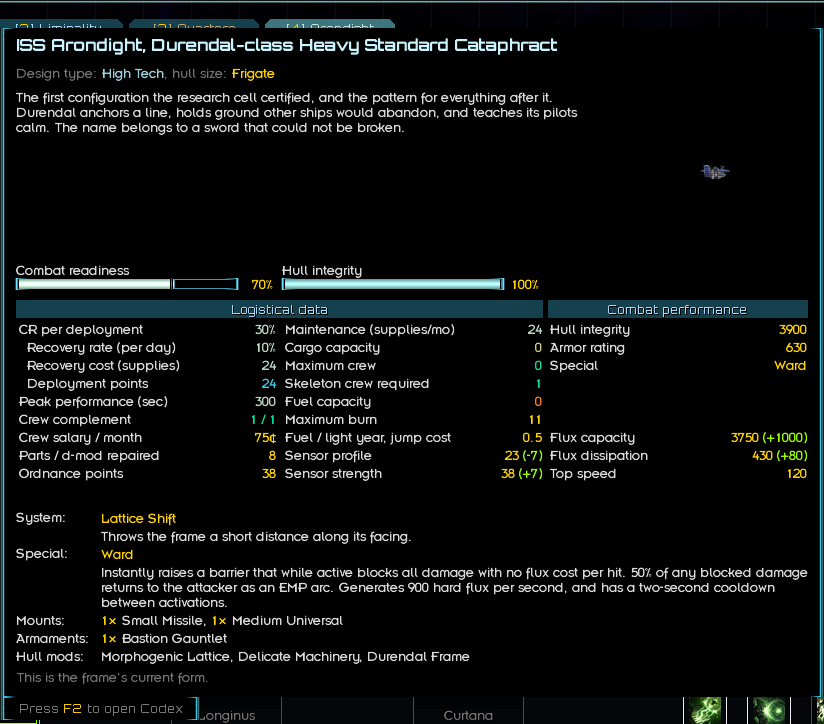 [2] Liminality [3] Quarters [4] Arondight
ISS Arondight, Durendal-class Heavy Standard Cataphract
Design type: High Tech, hull size: Frigate
The first configuration the research cell certified, and the pattern for everything after it.
Durendal anchors a line, holds ground other ships would abandon, and teaches its pilots
calm. The name belongs to a sword that could not be broken.
Combat readiness 70% Hull integrity 100%
Logistical data Combat performance
CR per deployment 30% Maintenance (supplies/mo) 24 Hull integrity 3900
Recovery rate (per day) 10% Cargo capacity 0 Armor rating 630
Recovery cost (supplies) 24 Maximum crew 0 Special Ward
Deployment points 24 Skeleton crew required 1
Peak performance (sec) 300 Fuel capacity 0
Crew complement 1 / 1 Maximum burn 11
Crew salary / month 75¢ Fuel / light year, jump cost 0.5 Flux capacity 3750 (+1000)
Parts / d-mod repaired 8 Sensor profile 23 (-7) Flux dissipation 430 (+80)
Ordnance points 38 Sensor strength 38 (+7) Top speed 120
System: Lattice Shift
Throws the frame a short distance along its facing.
Special: Ward
Instantly raises a barrier that while active blocks all damage with no flux cost per hit. 50% of any blocked damage
returns to the attacker as an EMP arc. Generates 900 hard flux per second, and has a two-second cooldown
between activations.
Mounts: 1× Small Missile, 1× Medium Universal
Armaments: 1× Bastion Gauntlet
Hull mods: Morphogenic Lattice, Delicate Machinery, Durendal Frame
This is the frame's current form.
Press F2 to open Codex
Longinus Curtana